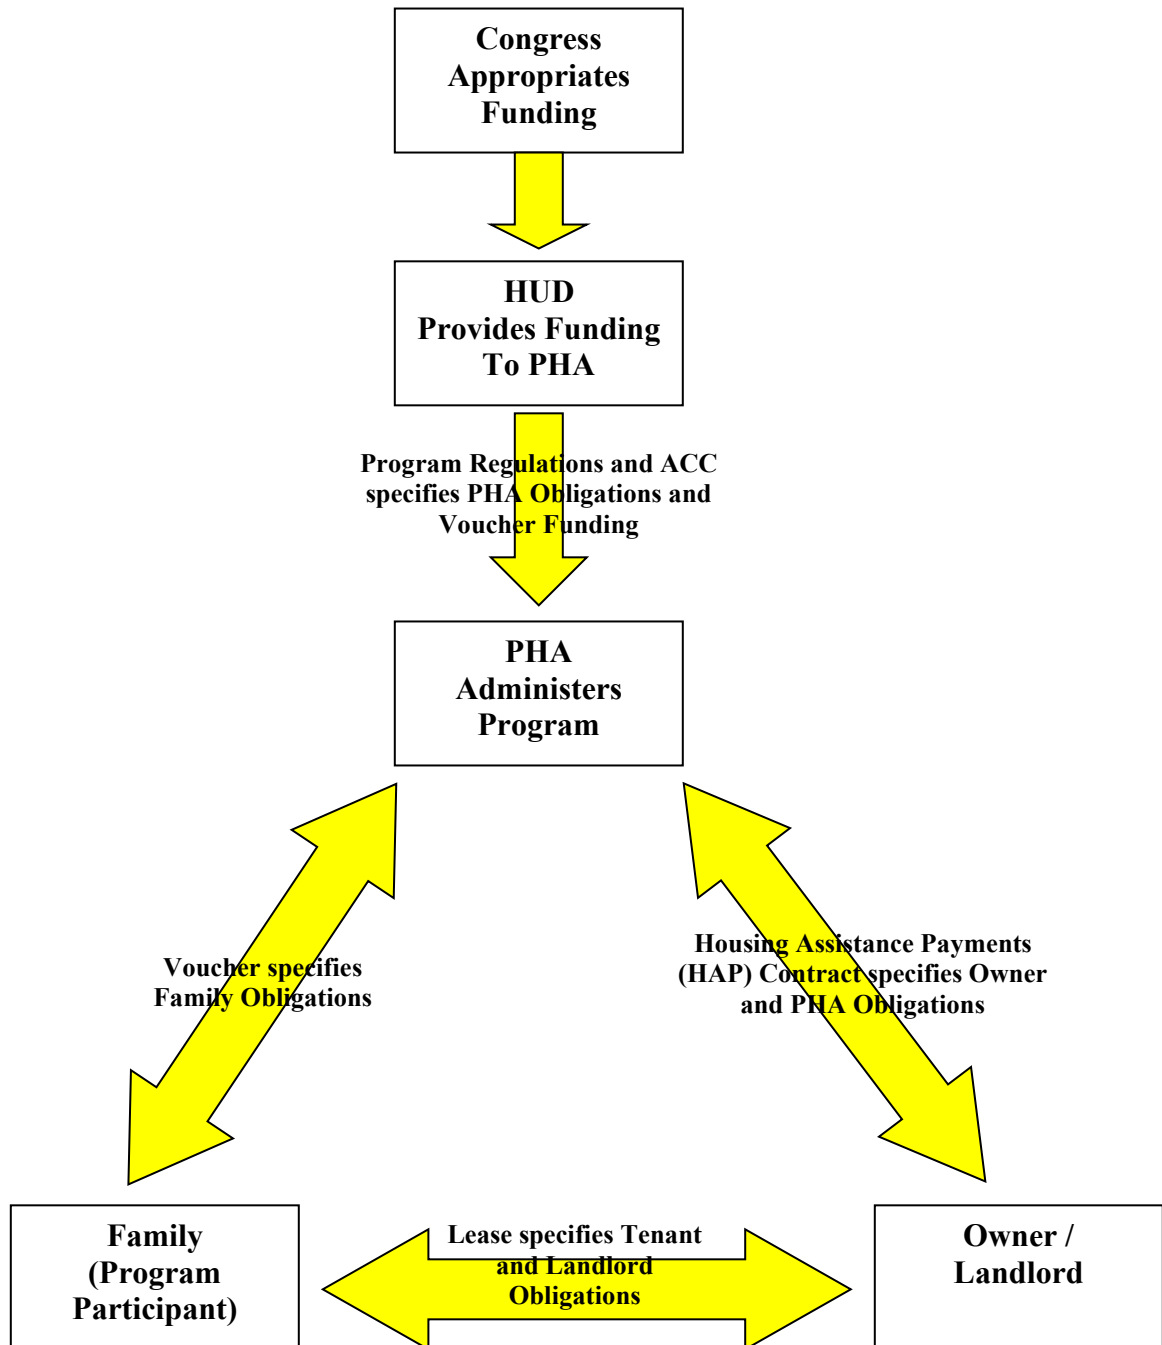 Congress
Appropriates
Funding
HUD
Provides Funding
To PHA
Program Regulations and ACC
specifies PHA Obligations and
Voucher Funding
PHA
Administers
Program
Voucher specifies
Family Obligations
Housing Assistance Payments
(HAP) Contract specifies Owner
and PHA Obligations
Family
(Program
Participant)
Lease specifies Tenant
and Landlord
Obligations
Owner /
Landlord